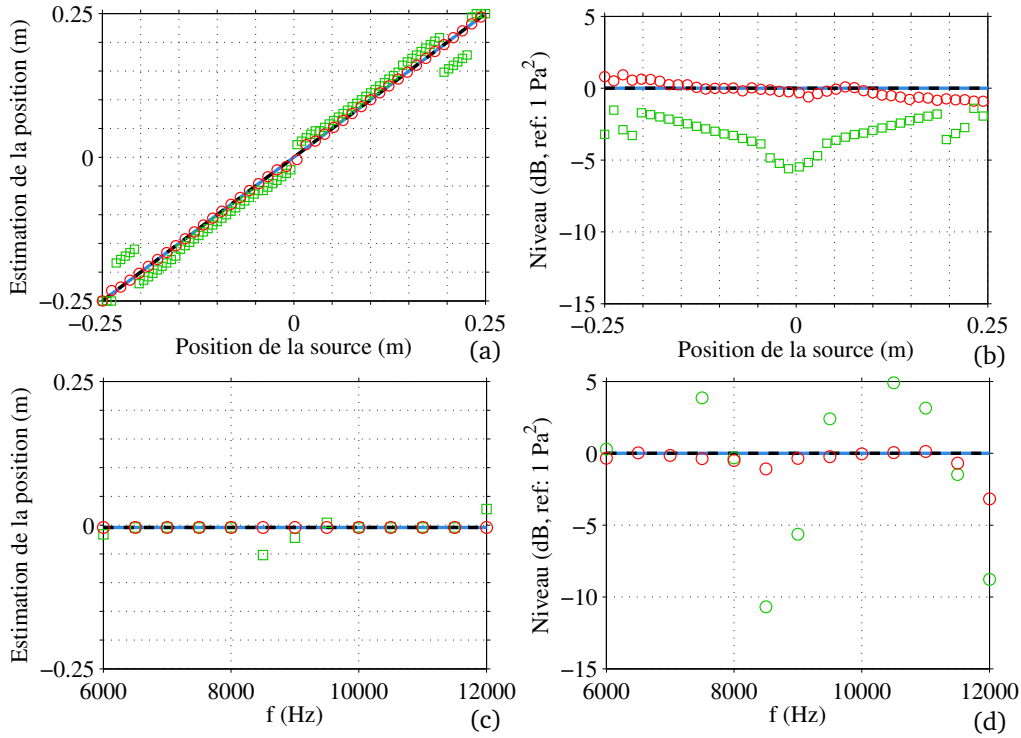 Estimation de la position (m)
0.25
0
−0.25
−0.25
0
0.25
Position de la source (m)
(a)
Niveau (dB, ref: 1 Pa²)
5
0
−5
−10
−15
−0.25
0
0.25
Position de la source (m)
(b)
Estimation de la position (m)
0.25
0
−0.25
6000
8000
10000
12000
f (Hz)
(c)
Niveau (dB, ref: 1 Pa²)
5
0
−5
−10
−15
6000
8000
10000
12000
f (Hz)
(d)